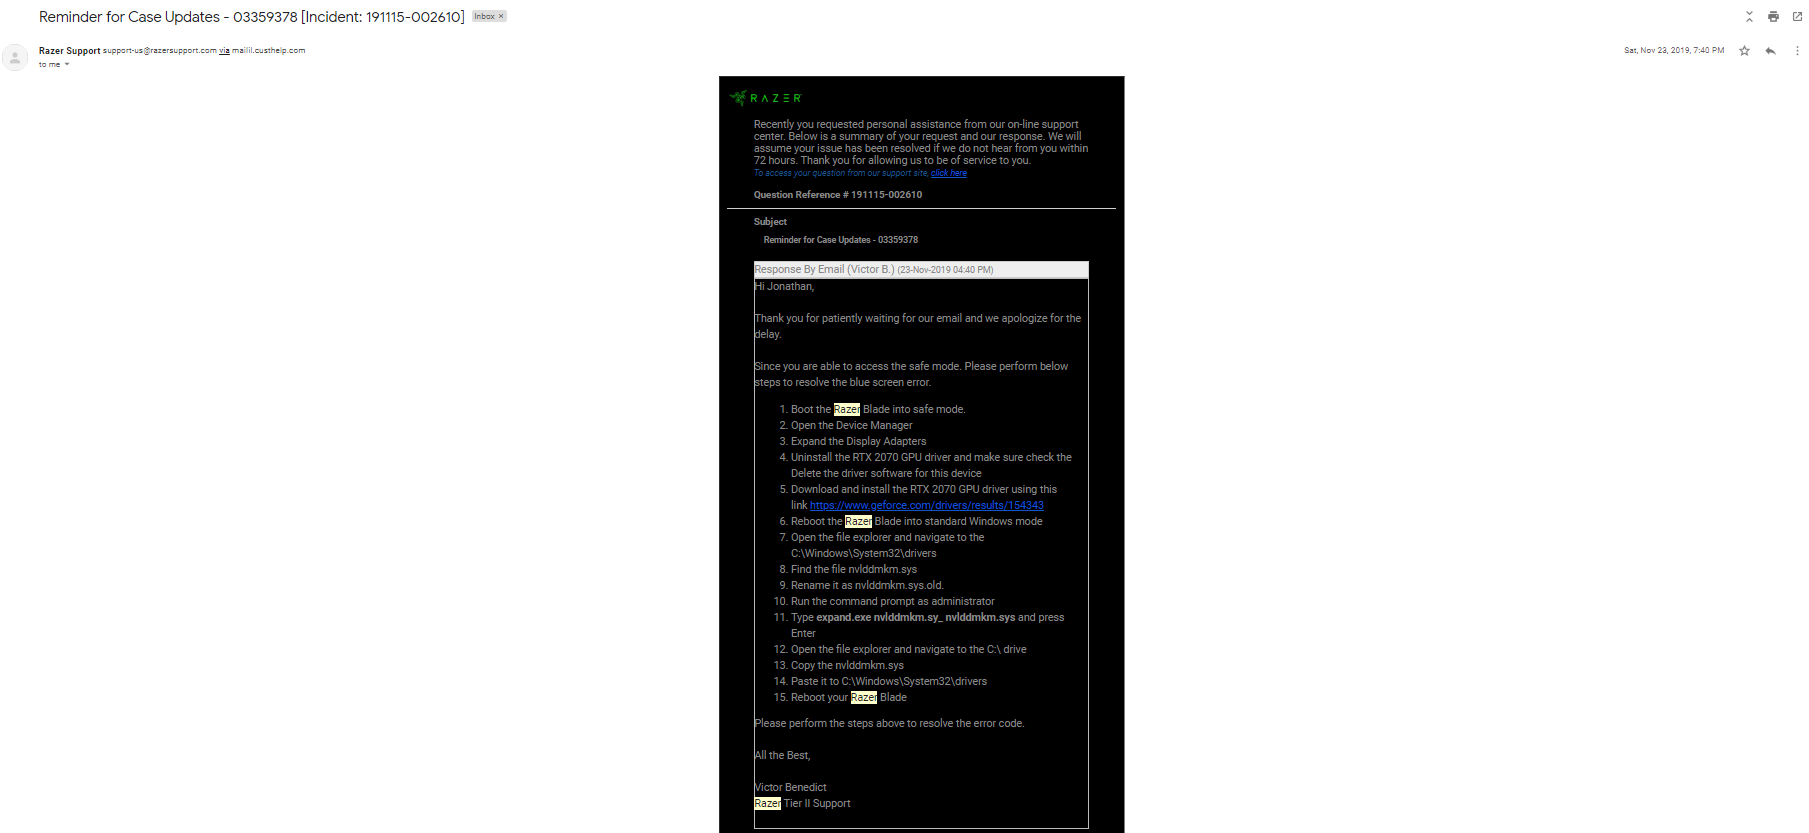 Reminder for Case Updates - 03359378 [Incident: 191115-002610] Inbox ×
Razer Support support-us@razersupport.com via mailil.custhelp.com
Sat, Nov 23, 2019, 7:40 PM
to me
RAZER
Recently you requested personal assistance from our on-line support
center. Below is a summary of your request and our response. We will
assume your issue has been resolved if we do not hear from you within
72 hours. Thank you for allowing us to be of service to you.
To access your question from our support site, click here
Question Reference # 191115-002610
Subject
Reminder for Case Updates - 03359378
Response By Email (Victor B.) (23-Nov-2019 04:40 PM)
Hi Jonathan,
Thank you for patiently waiting for our email and we apologize for the
delay.
Since you are able to access the safe mode. Please perform below
steps to resolve the blue screen error.
1. Boot the Razer Blade into safe mode.
2. Open the Device Manager
3. Expand the Display Adapters
4. Uninstall the RTX 2070 GPU driver and make sure check the
Delete the driver software for this device
5. Download and install the RTX 2070 GPU driver using this
link https://www.geforce.com/drivers/results/154343
6. Reboot the Razer Blade into standard Windows mode
7. Open the file explorer and navigate to the
C:\Windows\System32\drivers
8. Find the file nvlddmkm.sys
9. Rename it as nvlddmkm.sys.old.
10. Run the command prompt as administrator
11. Type expand.exe nvlddmkm.sy_ nvlddmkm.sys and press
Enter
12. Open the file explorer and navigate to the C:\ drive
13. Copy the nvlddmkm.sys
14. Paste it to C:\Windows\System32\drivers
15. Reboot your Razer Blade
Please perform the steps above to resolve the error code.
All the Best,
Victor Benedict
Razer Tier II Support